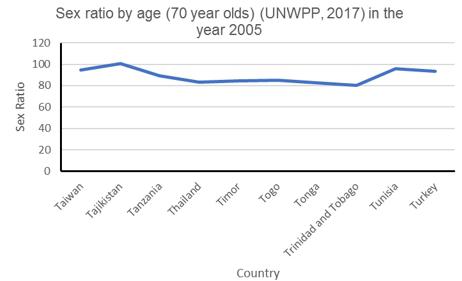 Sex ratio by age (70 year olds) (UNWPP, 2017) in the
year 2005
120
100
80
60
40
20
0
Sex Ratio
Taiwan
Tajikistan
Tanzania
Thailand
Timor
Togo
Tonga
Trinidad and Tobago
Tunisia
Turkey
Country